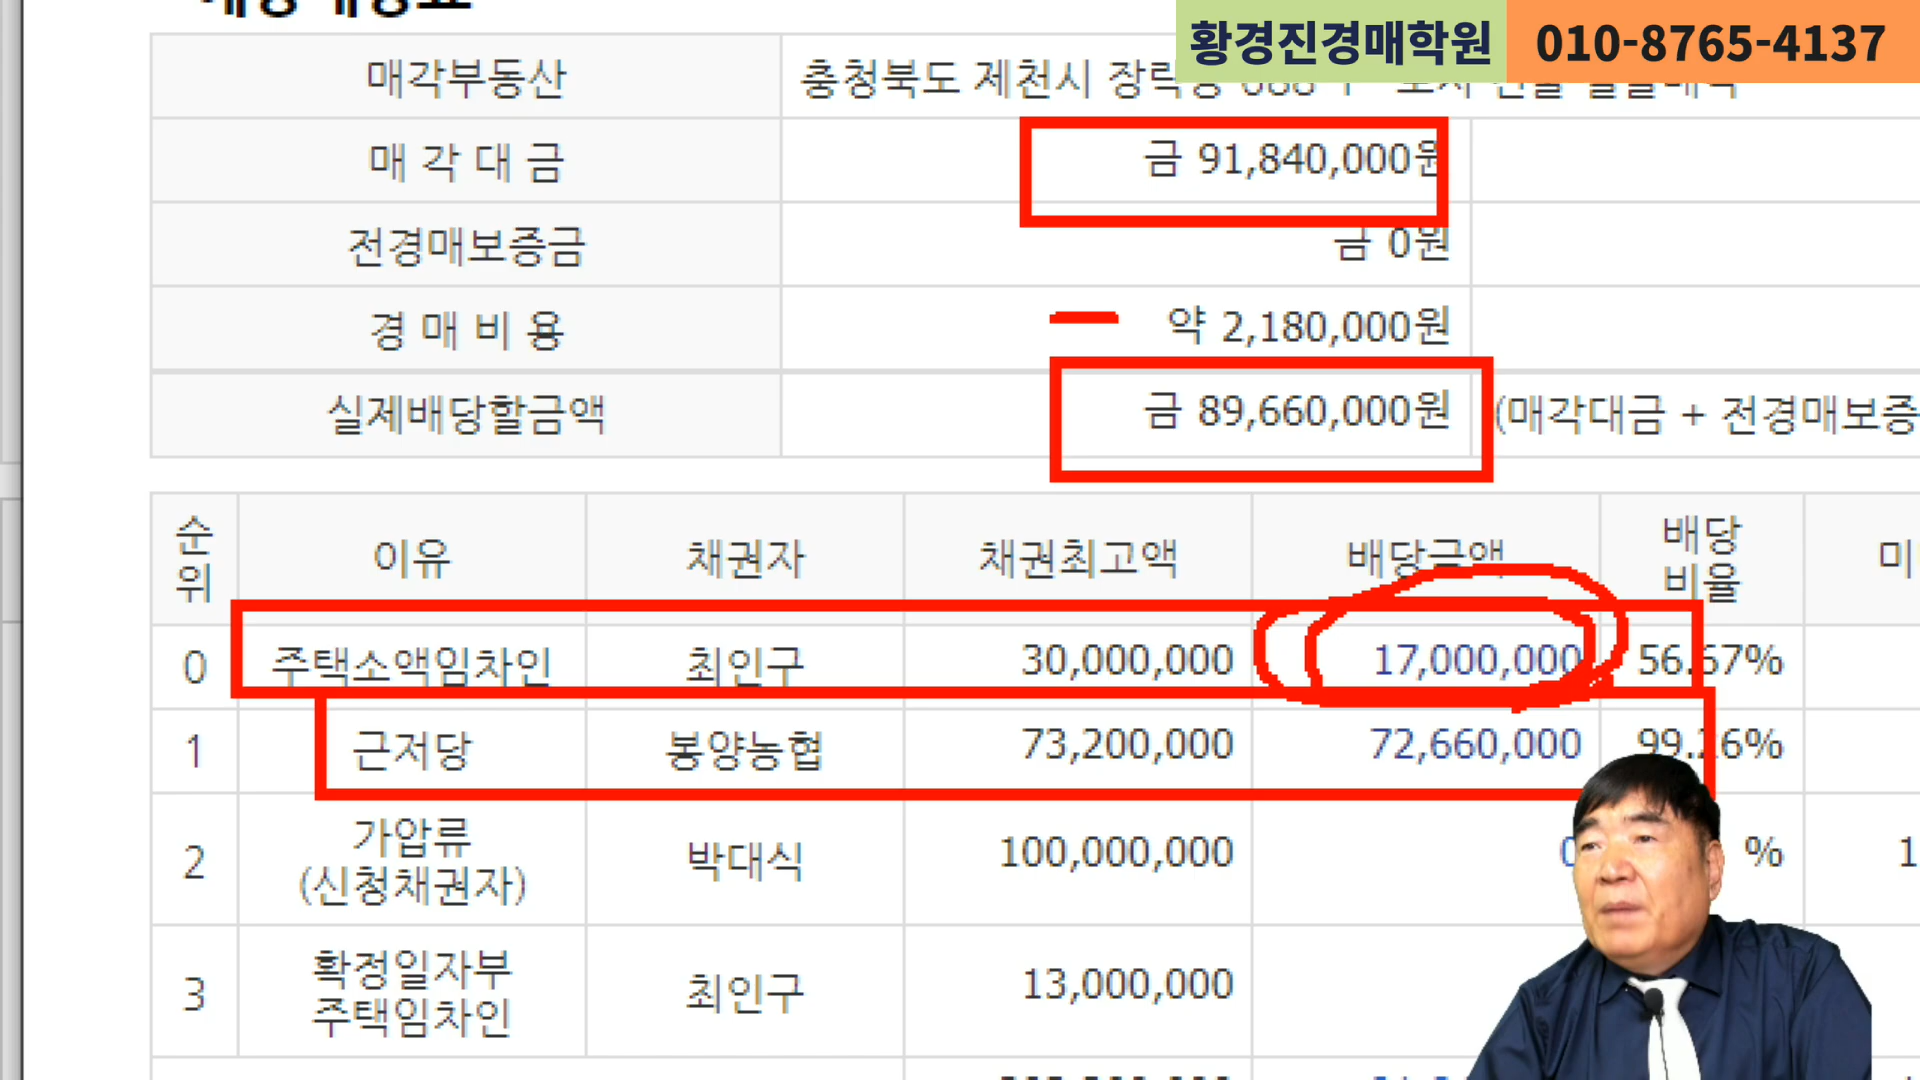 황경진경매학원 010-8765-4137
매각부동산 충청북도 제천시
매 각 대 금 금 91,840,000원
전경매보증금 금 0원
경 매 비 용 약 2,180,000원
실제배당할금액 금 89,660,000원 (매각대금 + 전경매보증
순위 이유 채권자 채권최고액 배당금액 배당비율
0 주택소액임차인 최인구 30,000,000 17,000,000 56.67%
1 근저당 봉양농협 73,200,000 72,660,000 99.26%
2 가압류 (신청채권자) 박대식 100,000,000 %
3 확정일자부 주택임차인 최인구 13,000,000